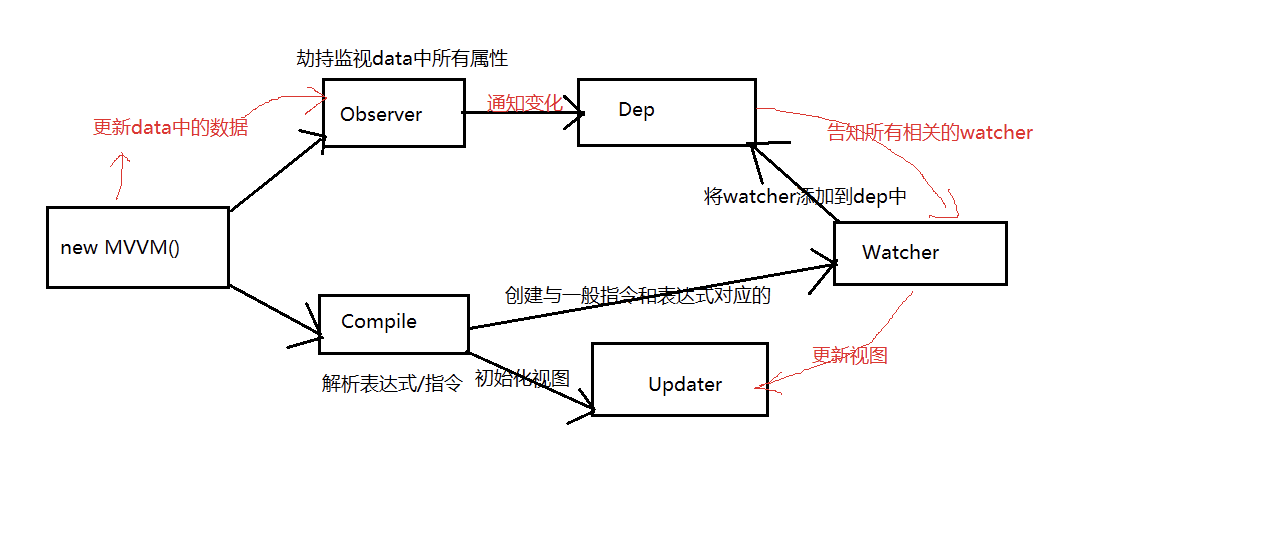 劫持监视data中所有属性
Observer
通知变化
Dep
更新data中的数据
告知所有相关的watcher
将watcher添加到dep中
new MVVM()
Watcher
创建与一般指令和表达式对应的
Compile
解析表达式/指令
初始化视图
更新视图
Updater